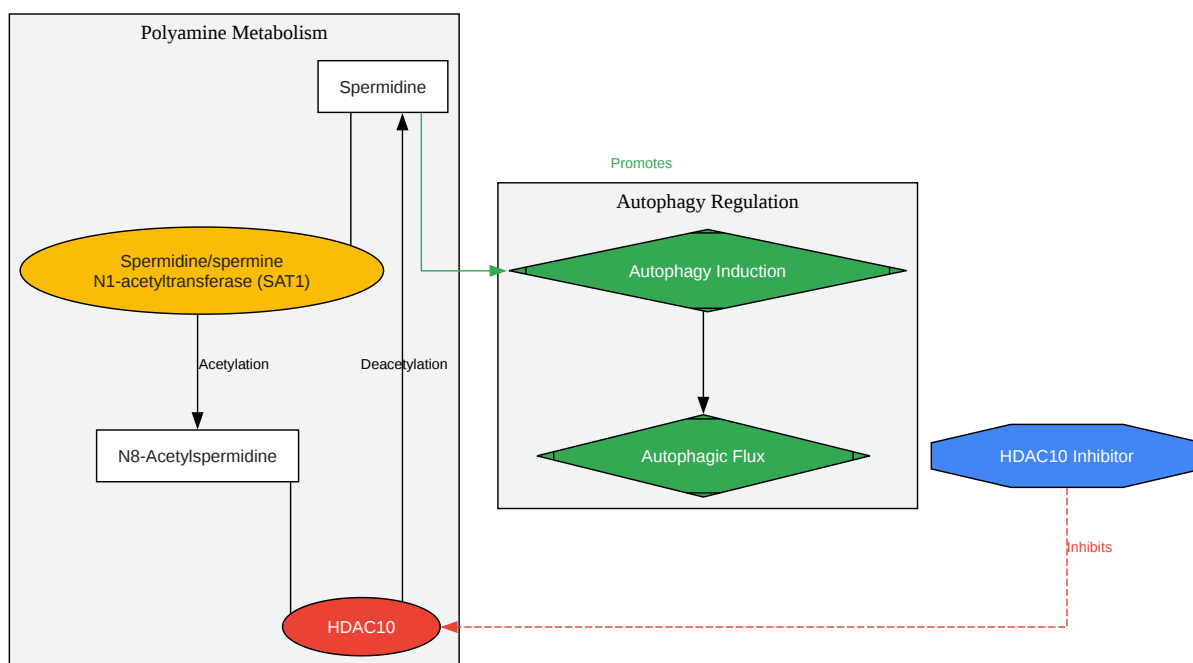 Polyamine Metabolism
Spermidine
Promotes
Autophagy Regulation
Spermidine/spermine
N1-acetyltransferase (SAT1)
Autophagy Induction
Acetylation
Deacetylation
N8-Acetylspermidine
Autophagic Flux
HDAC10 Inhibitor
Inhibits
HDAC10